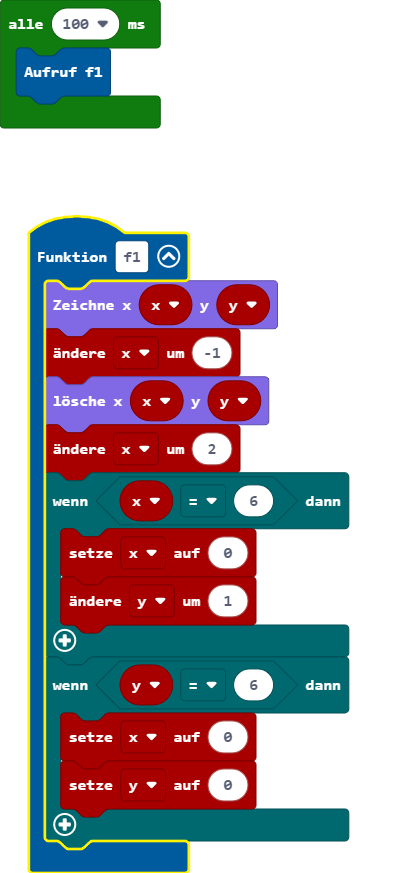 alle 100 ms
Aufruf f1
Funktion f1
Zeichne x x y y
ändere x um -1
lösche x x y y
ändere x um 2
wenn x = 6 dann
setze x auf 0
ändere y um 1
wenn y = 6 dann
setze x auf 0
setze y auf 0